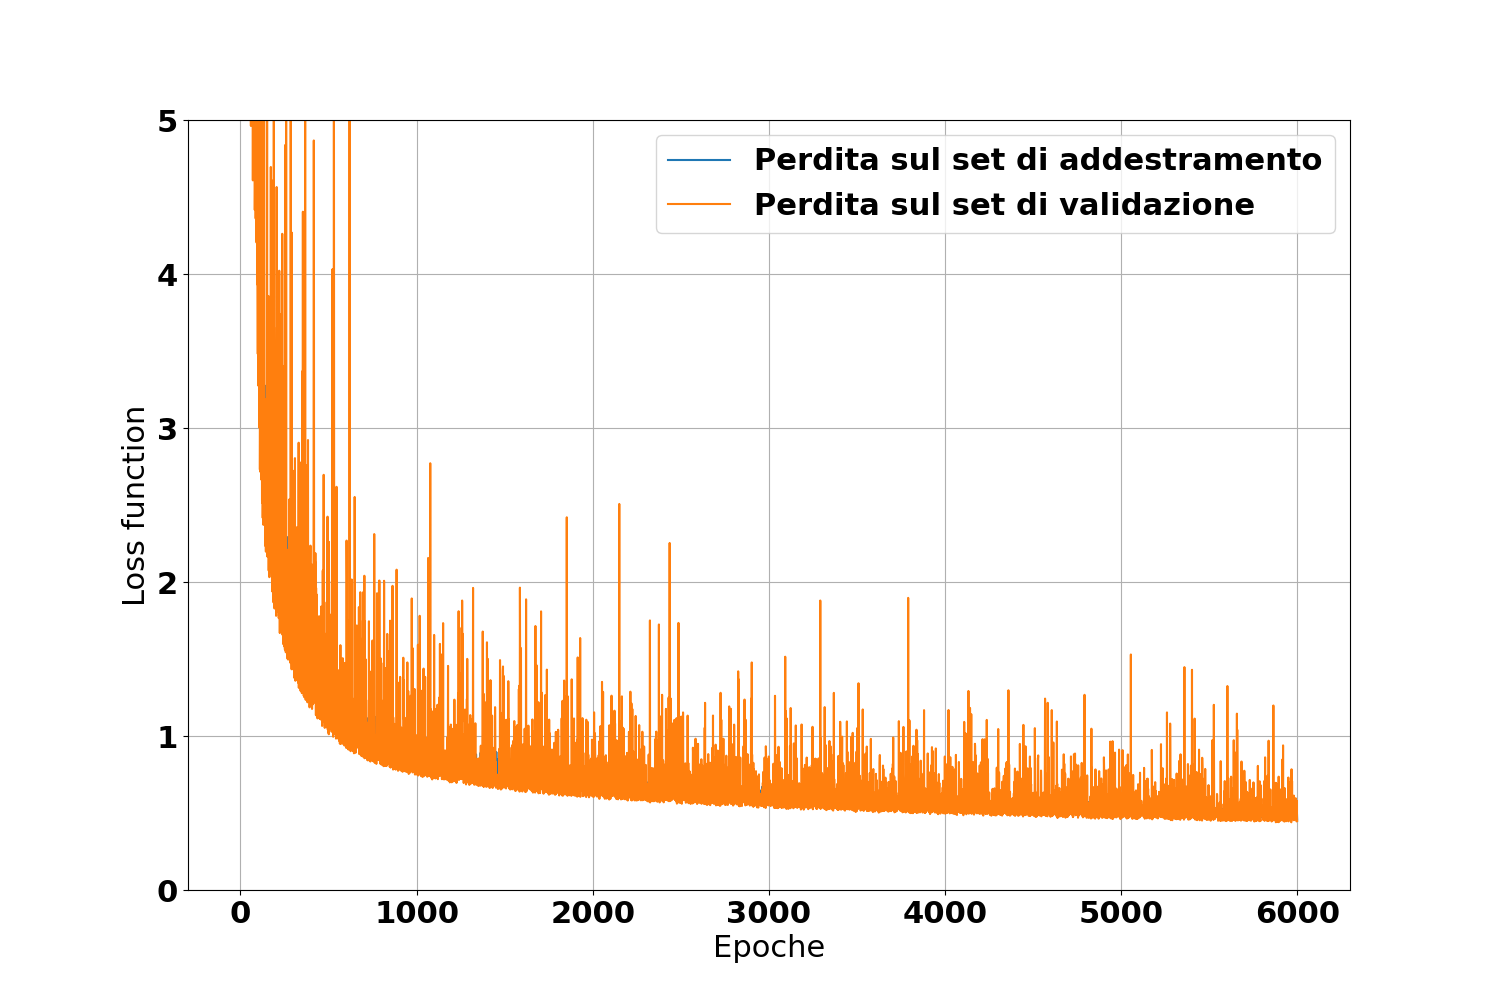 Perdita sul set di addestramento
Perdita sul set di validazione
5
4
3
2
1
0
Loss function
0 1000 2000 3000 4000 5000 6000
Epoche